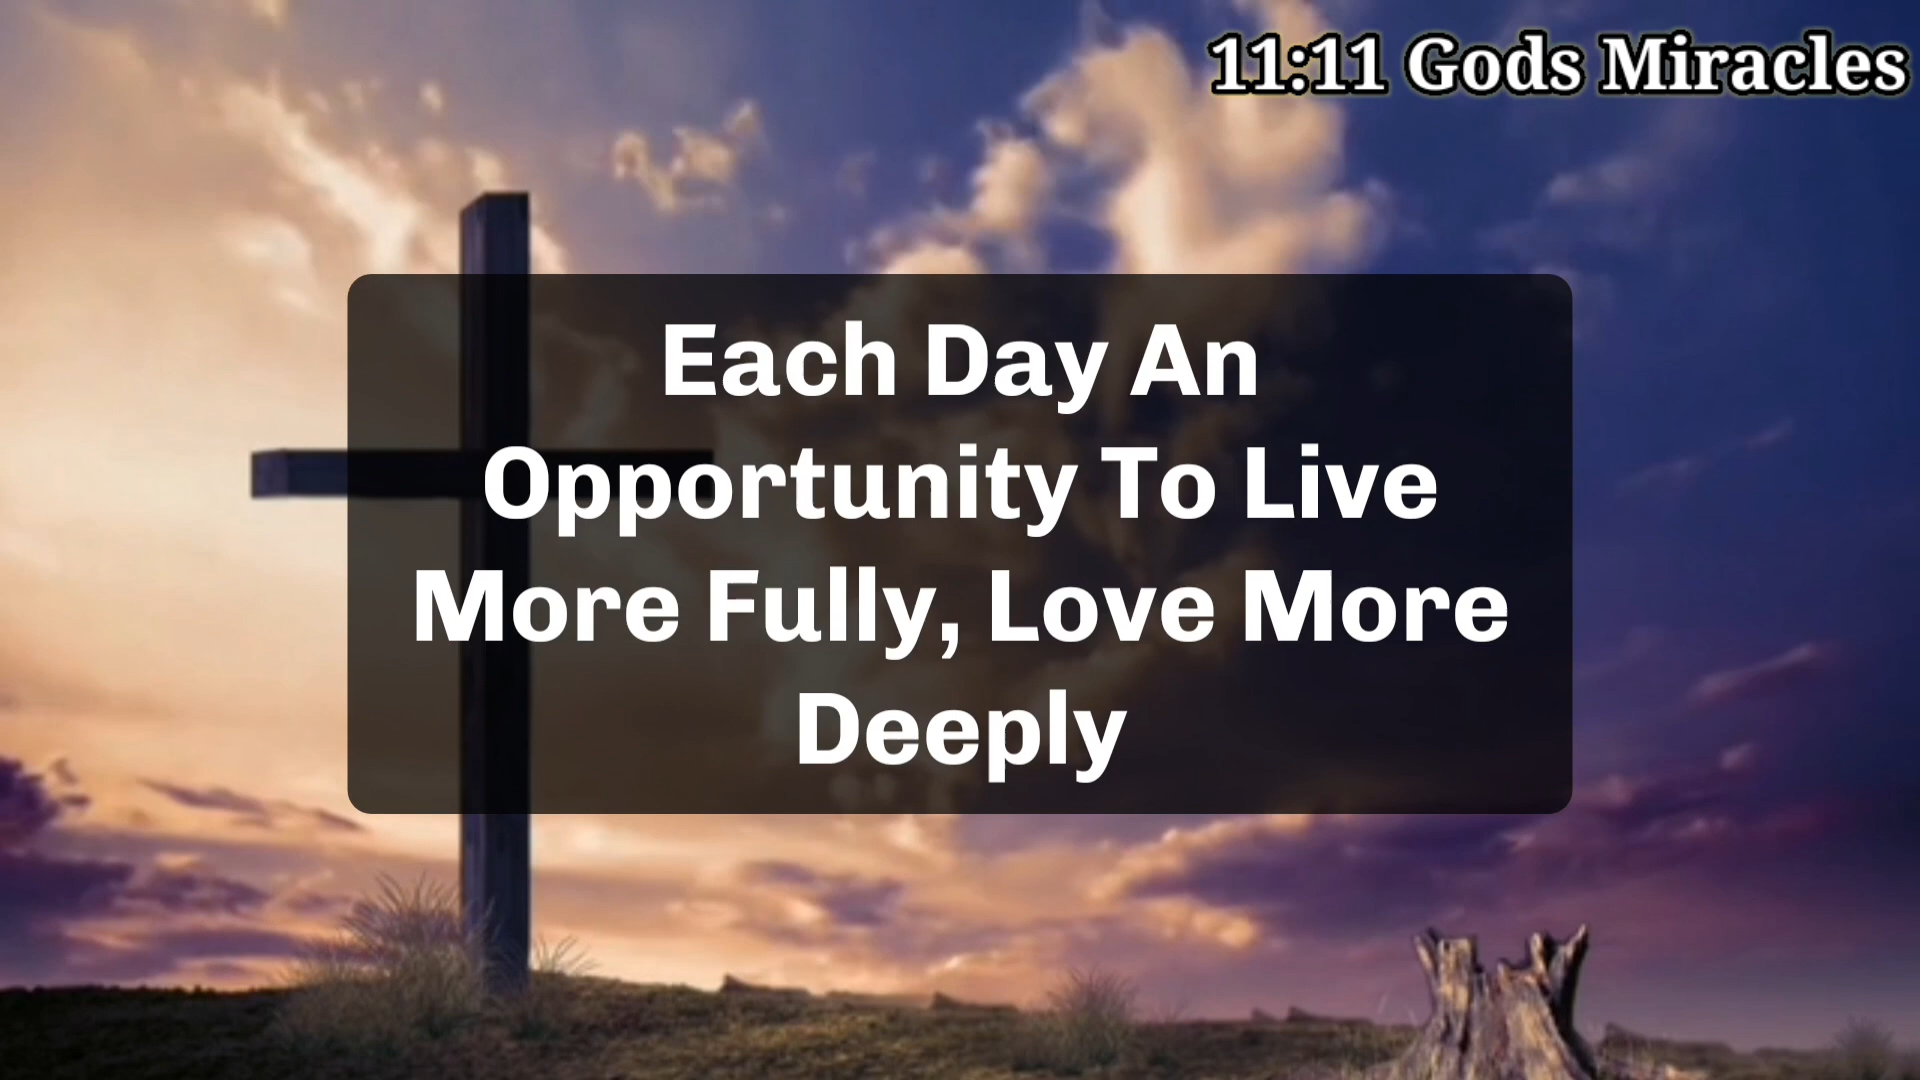 11:11 Gods Miracles
Each Day An
Opportunity To Live
More Fully, Love More
Deeply